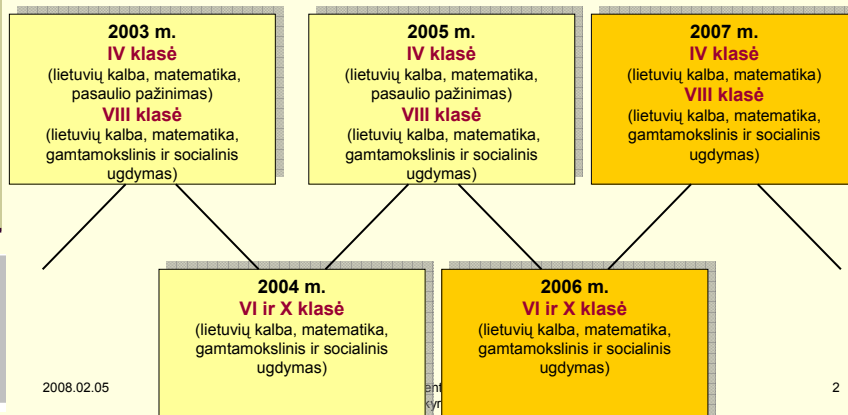 2003 m.
IV klasė
(lietuvių kalba, matematika,
pasaulio pažinimas)
VIII klasė
(lietuvių kalba, matematika,
gamtamokslinis ir socialinis
ugdymas)
2005 m.
IV klasė
(lietuvių kalba, matematika,
pasaulio pažinimas)
VIII klasė
(lietuvių kalba, matematika,
gamtamokslinis ir socialinis
ugdymas)
2007 m.
IV klasė
(lietuvių kalba, matematika)
VIII klasė
(lietuvių kalba, matematika,
gamtamokslinis ir socialinis
ugdymas)
2004 m.
VI ir X klasė
(lietuvių kalba, matematika,
gamtamokslinis ir socialinis
ugdymas)
2006 m.
VI ir X klasė
(lietuvių kalba, matematika,
gamtamokslinis ir socialinis
ugdymas)
2008.02.05
2